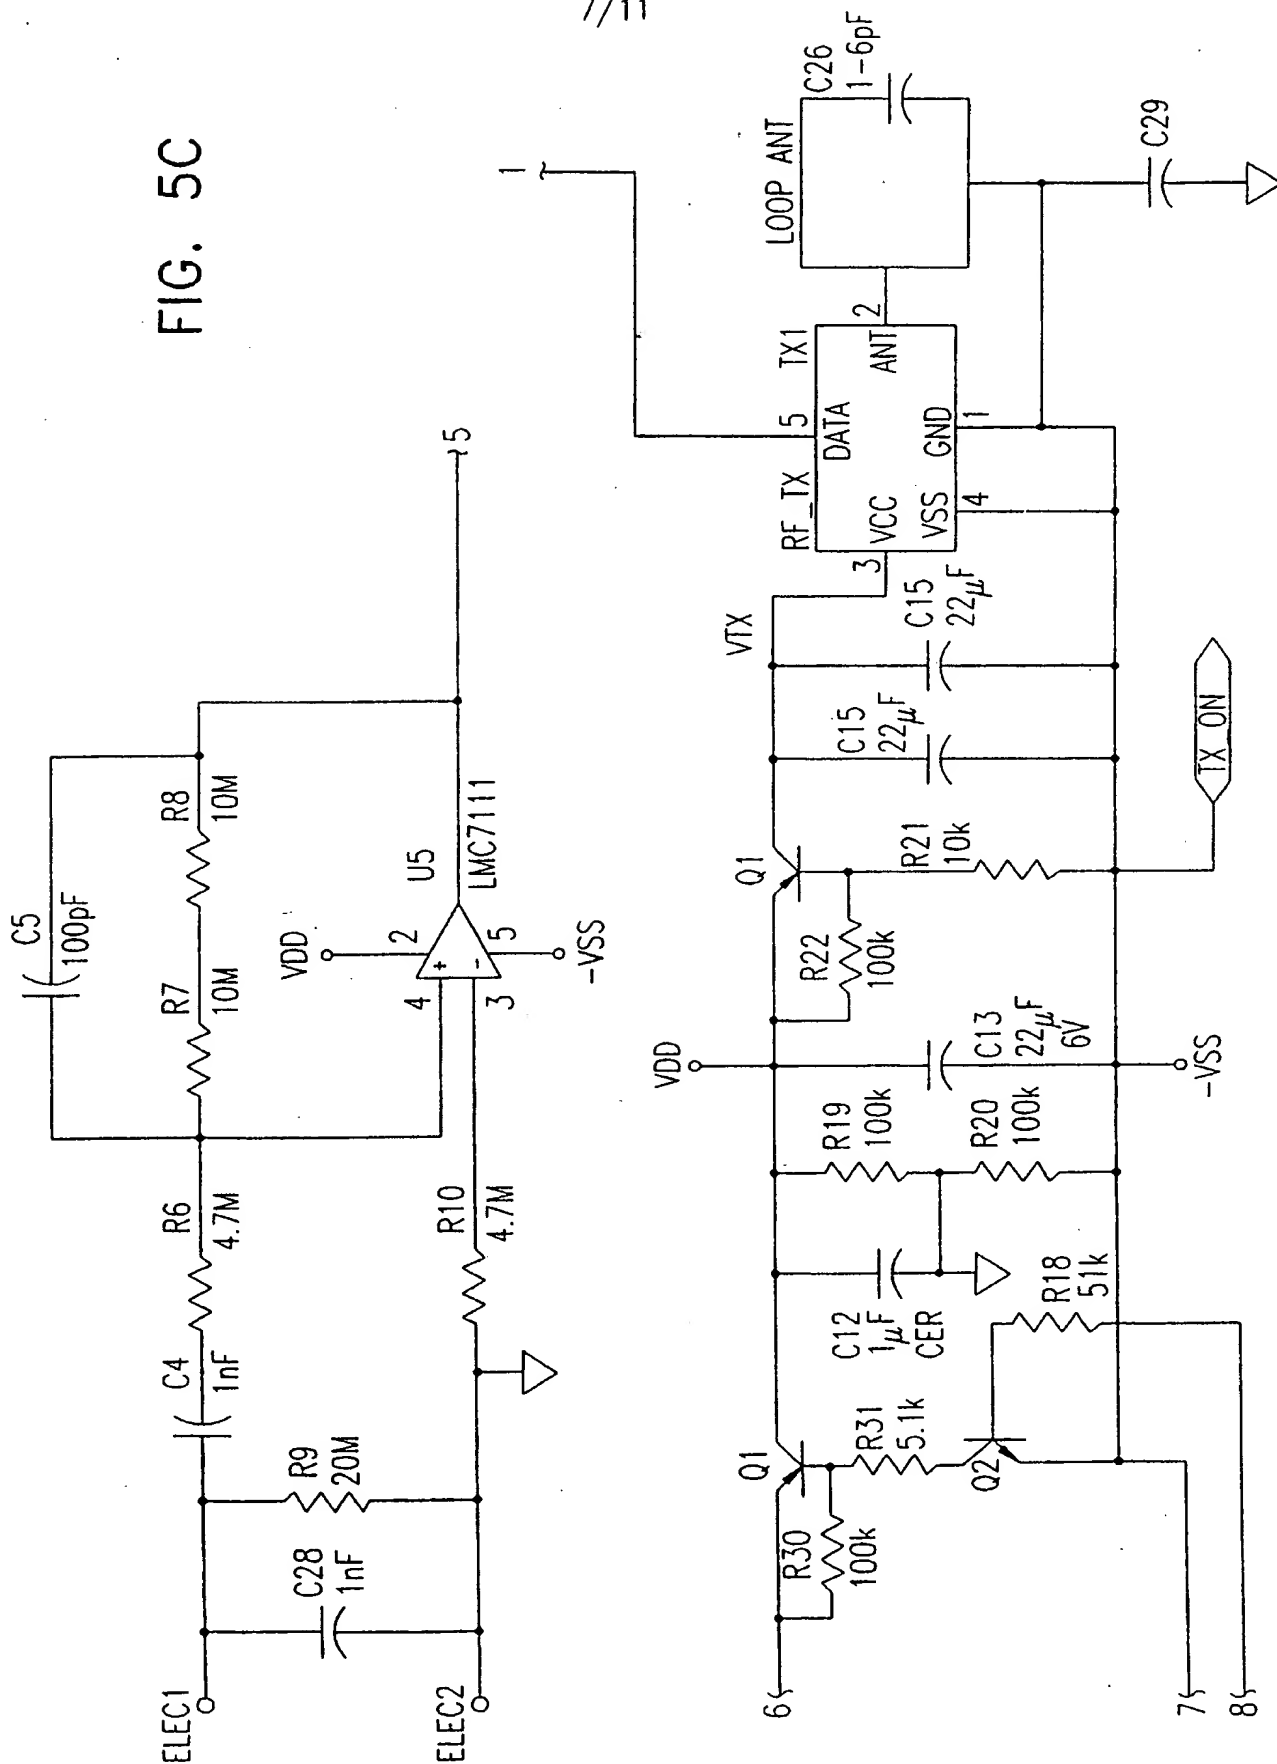 7/11
FIG. 5C
C5
100pF
R7
10M
R8
10M
R6
4.7M
C4
1nF
R9
20M
C28
1nF
ELEC1
ELEC2
R10
4.7M
VDD
2
4
+
3
-
5
-VSS
U5
LMC7111
5
1
6
R30
100k
Q1
R31
5.1k
Q2
R18
51k
7
8
C12
1µF
CER
R19
100k
R20
100k
VDD
C13
22µF
6V
-VSS
R22
100k
Q1
R21
10k
TX ON
C15
22µF
C15
22µF
VTX
3
RF_TX
TX1
5
DATA
VCC
ANT
VSS
GND
4
1
2
LOOP ANT
C26
1-6pF
C29